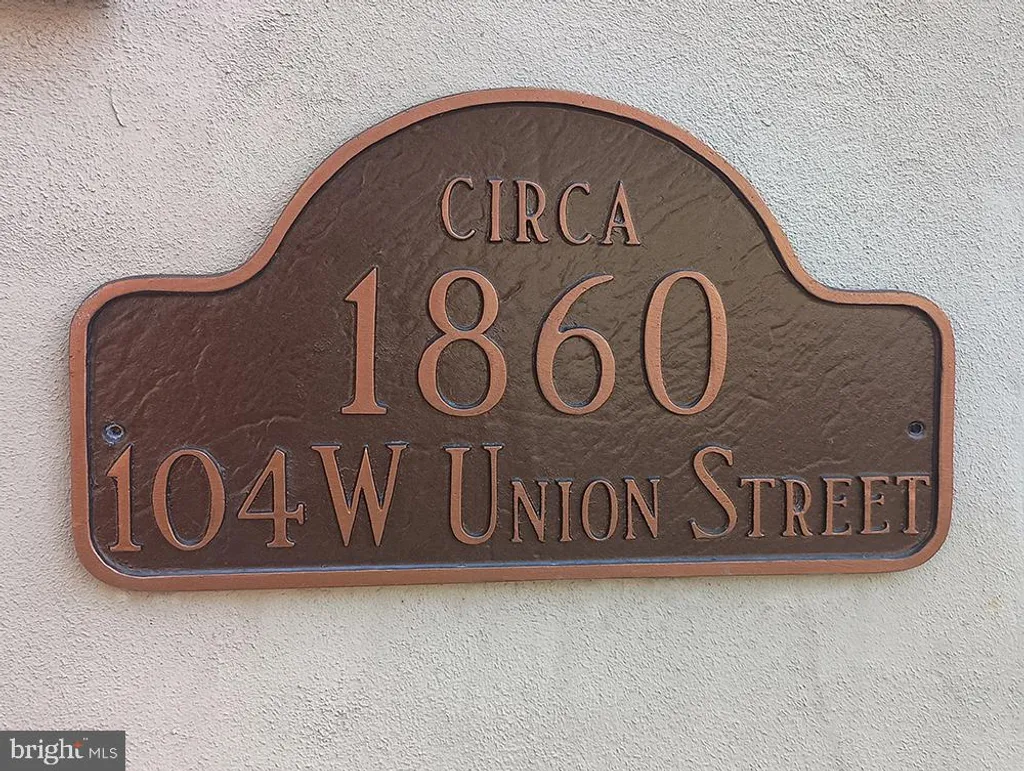 CIRCA
1860
104 W UNION STREET
bright MLS